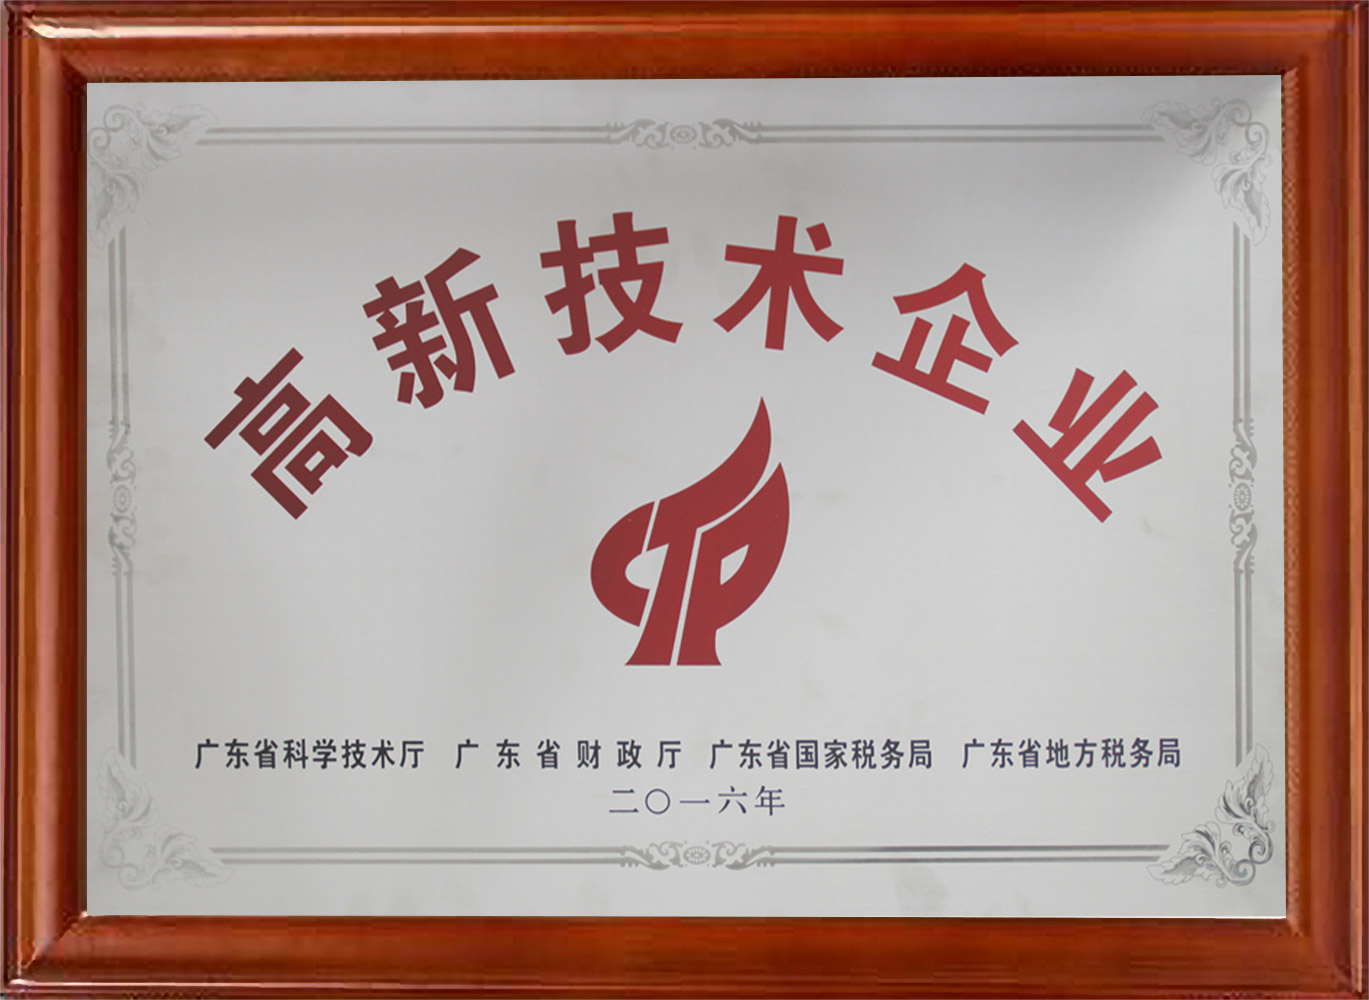 高新技术企业
广东省科学技术厅 广东省财政厅 广东省国家税务局 广东省地方税务局
二〇一六年